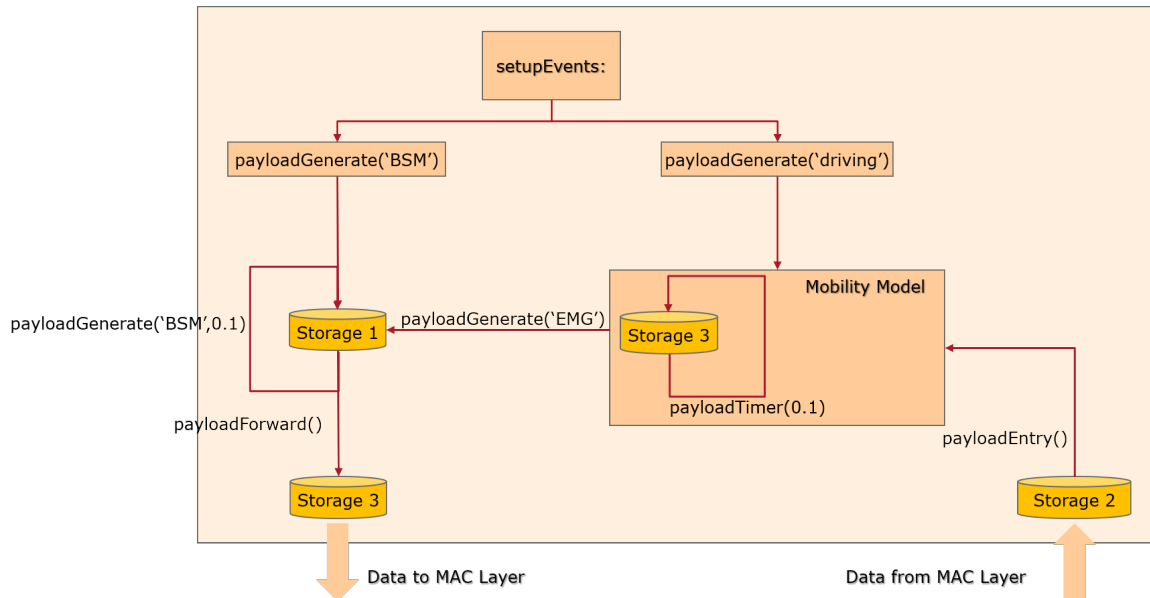 setupEvents:
payloadGenerate(‘BSM’)
payloadGenerate(‘driving’)
Mobility Model
payloadGenerate(‘BSM’,0.1)
Storage 1
payloadGenerate(‘EMG’)
Storage 3
payloadTimer(0.1)
payloadForward()
payloadEntry()
Storage 3
Storage 2
Data to MAC Layer
Data from MAC Layer